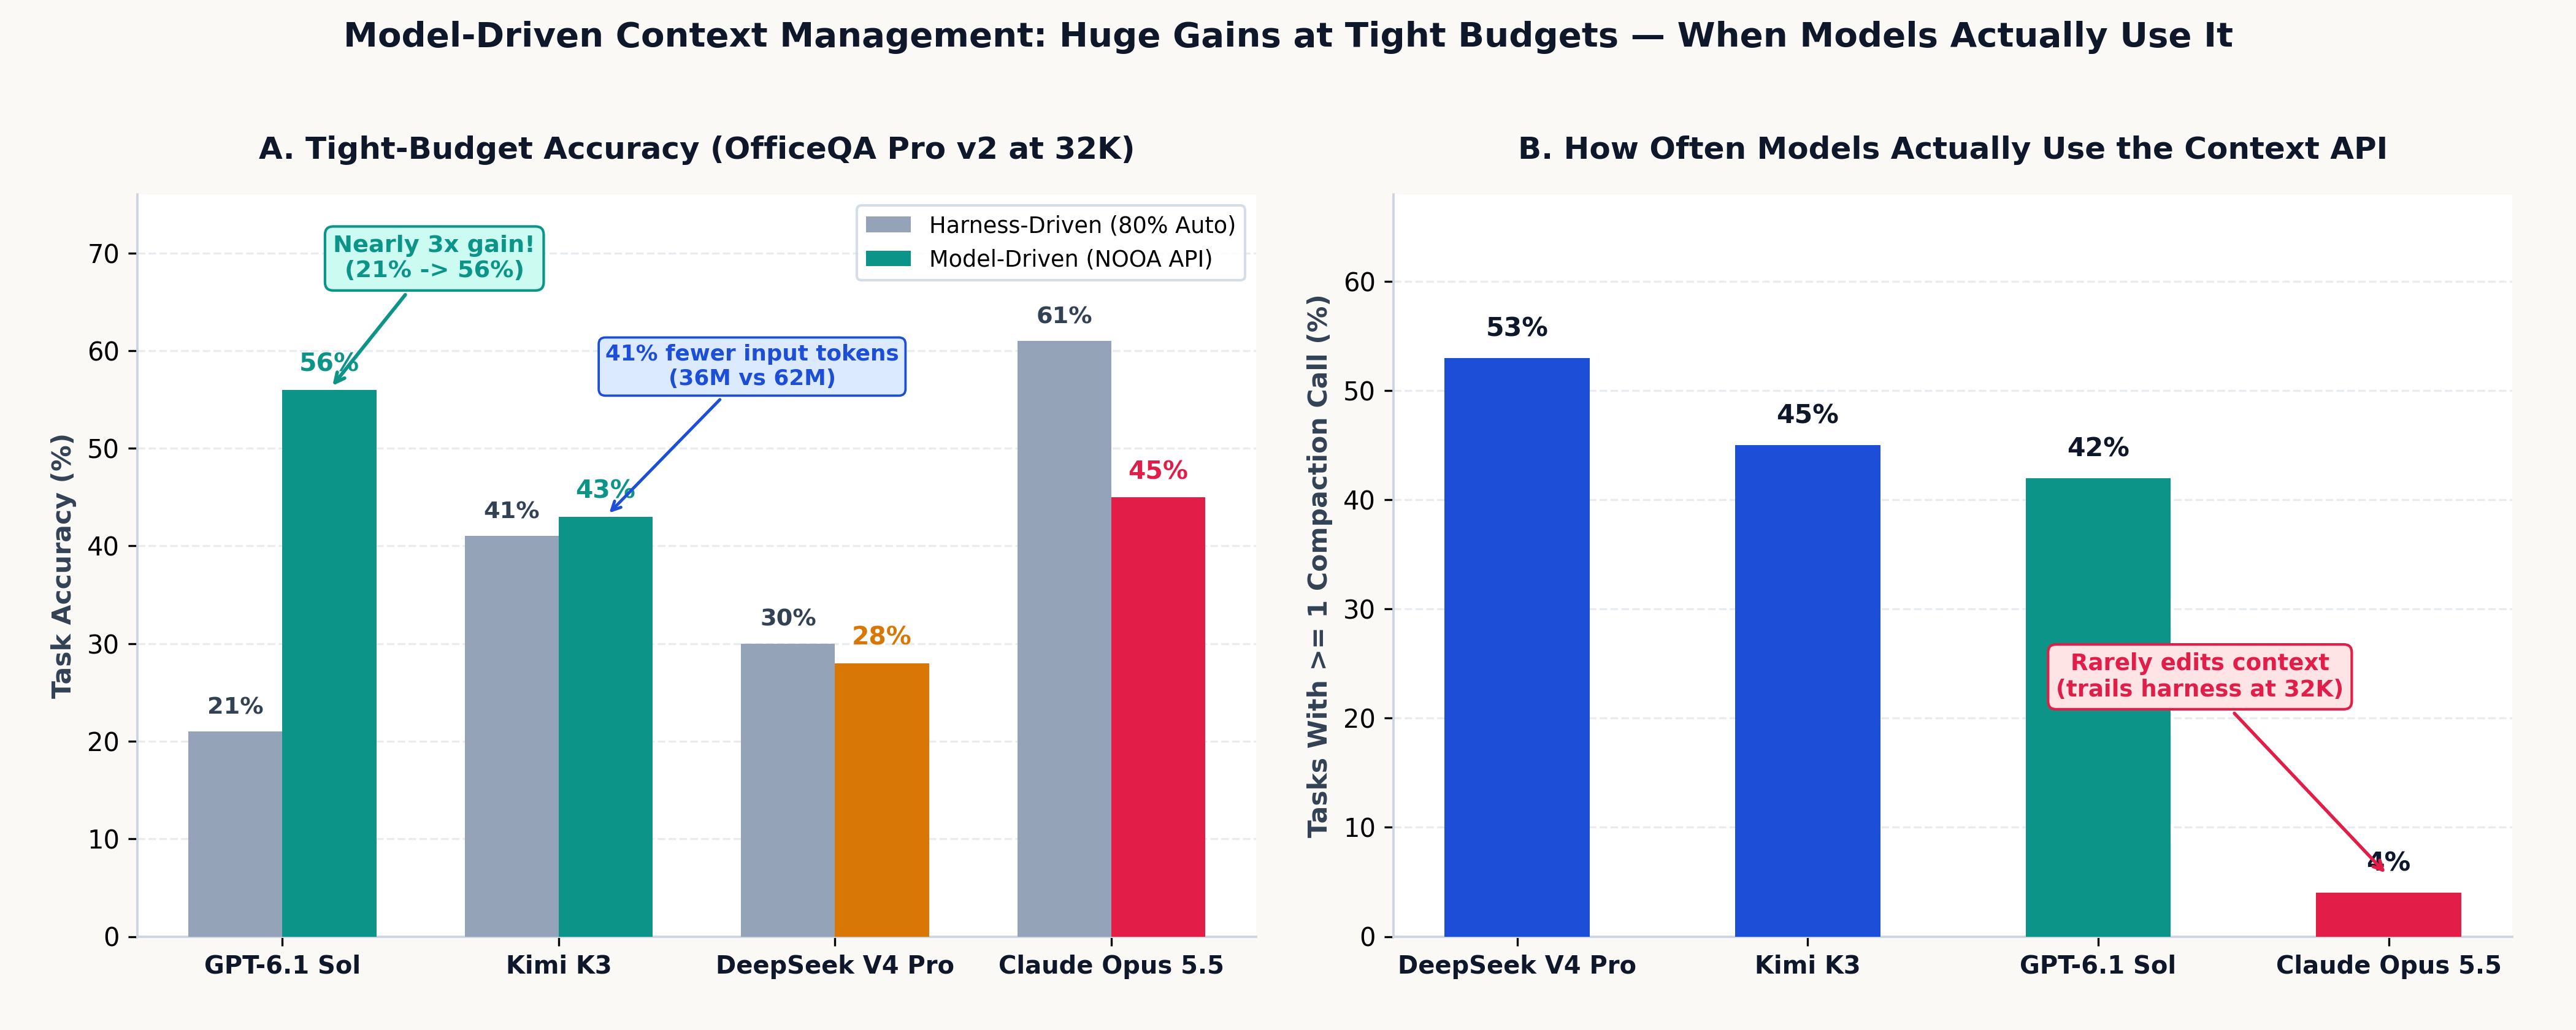 Model-Driven Context Management: Huge Gains at Tight Budgets — When Models Actually Use It
A. Tight-Budget Accuracy (OfficeQA Pro v2 at 32K)
Task Accuracy (%)
70
60
50
40
30
20
10
0
Harness-Driven (80% Auto)
Model-Driven (NOOA API)
Nearly 3x gain!
(21% -> 56%)
41% fewer input tokens
(36M vs 62M)
21%
56%
41%
43%
30%
28%
61%
45%
GPT-6.1 Sol
Kimi K3
DeepSeek V4 Pro
Claude Opus 5.5
B. How Often Models Actually Use the Context API
Tasks With >= 1 Compaction Call (%)
60
50
40
30
20
10
0
53%
45%
42%
4%
Rarely edits context
(trails harness at 32K)
DeepSeek V4 Pro
Kimi K3
GPT-6.1 Sol
Claude Opus 5.5